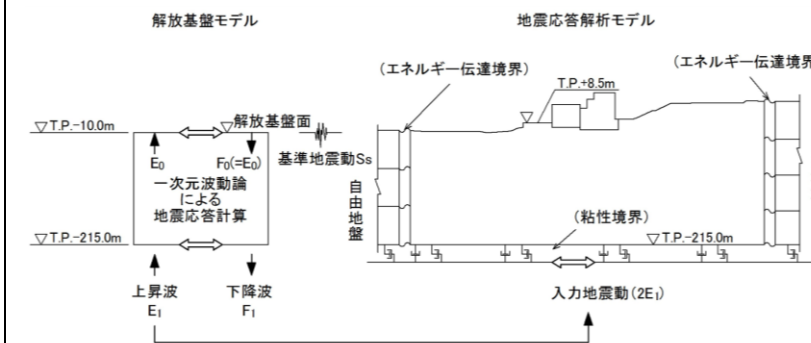 解放基盤モデル
地震応答解析モデル
(エネルギー伝達境界)
(エネルギー伝達境界)
T.P.+8.5m
▽T.P.-10.0m
▽解放基盤面
基準地震動Ss
E₀
F₀(=E₀)
一次元波動論
による
地震応答計算
自由地盤
(粘性境界)
▽T.P.-215.0m
▽T.P.-215.0m
上昇波
E₁
下降波
F₁
入力地震動(2E₁)